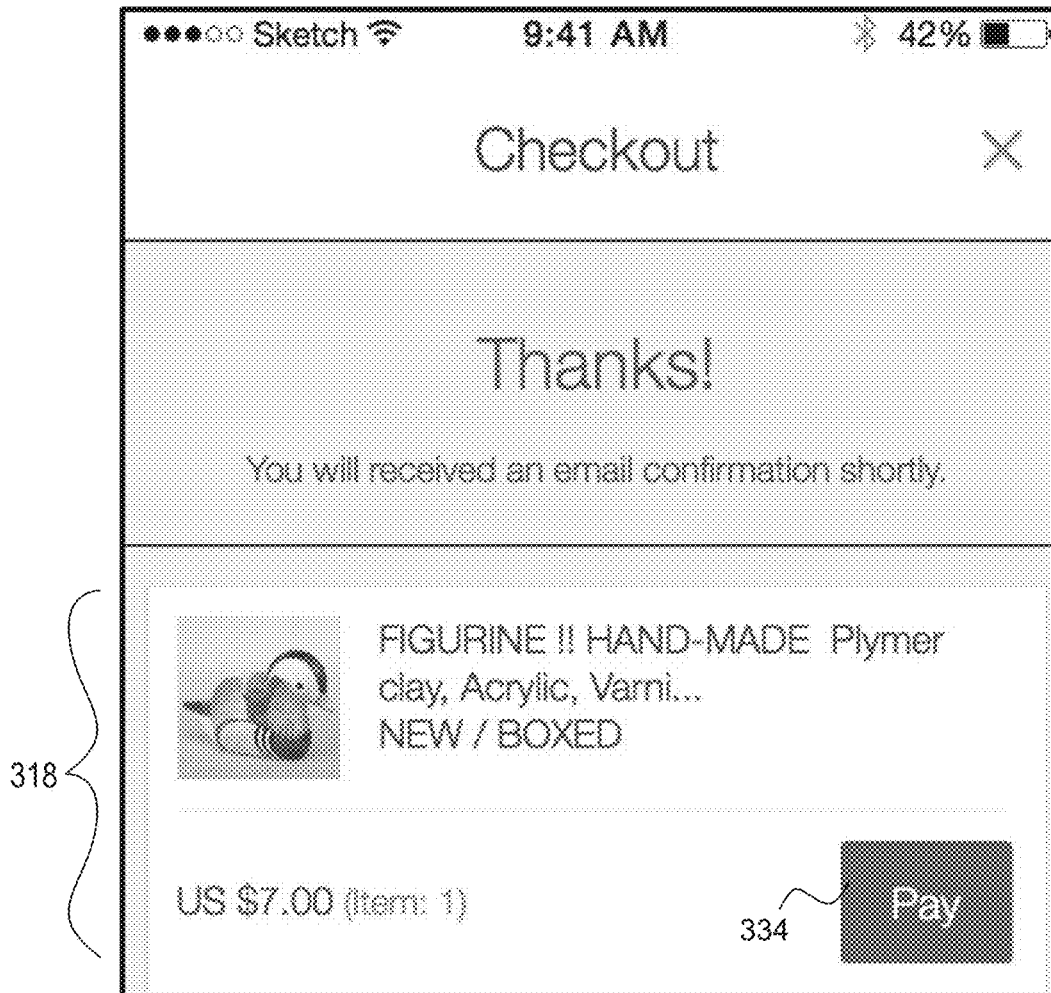 Sketch 9:41 AM 42%
Checkout ×
Thanks!
You will received an email confirmation shortly.
FIGURINE !! HAND-MADE Plymer
clay, Acrylic, Varni...
NEW / BOXED
318
US $7.00 (Item: 1)
334
Pay